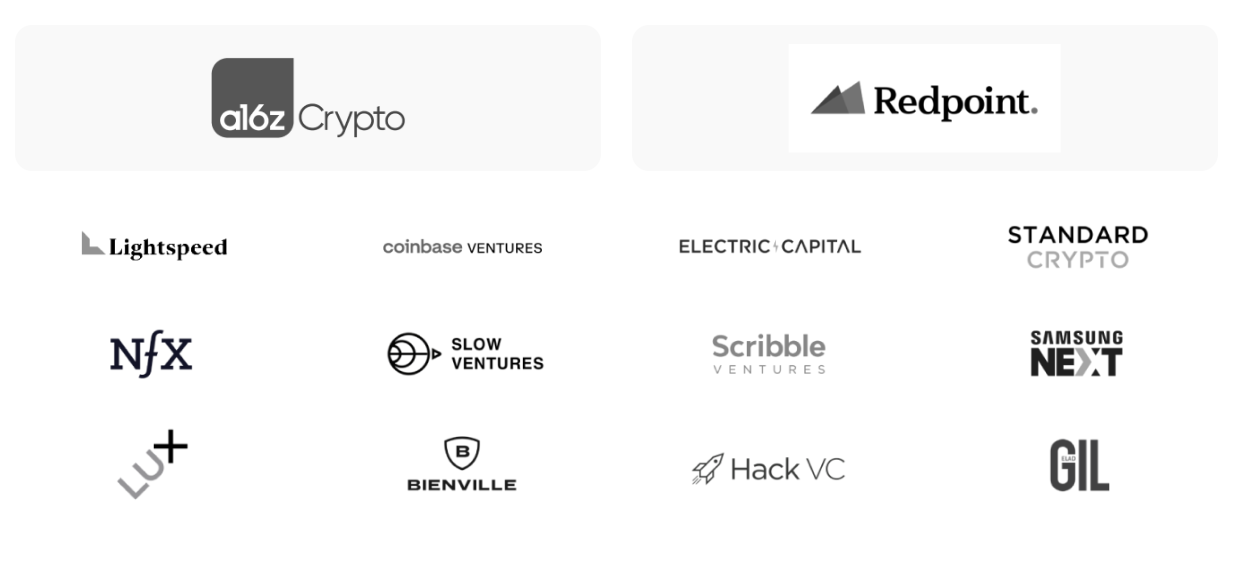 a16z Crypto
Redpoint.
Lightspeed
coinbase VENTURES
ELECTRIC CAPITAL
STANDARD
CRYPTO
NfX
SLOW
VENTURES
Scribble
VENTURES
SAMSUNG
NEXT
LU+
B
BIENVILLE
Hack VC
ELAD
GIL